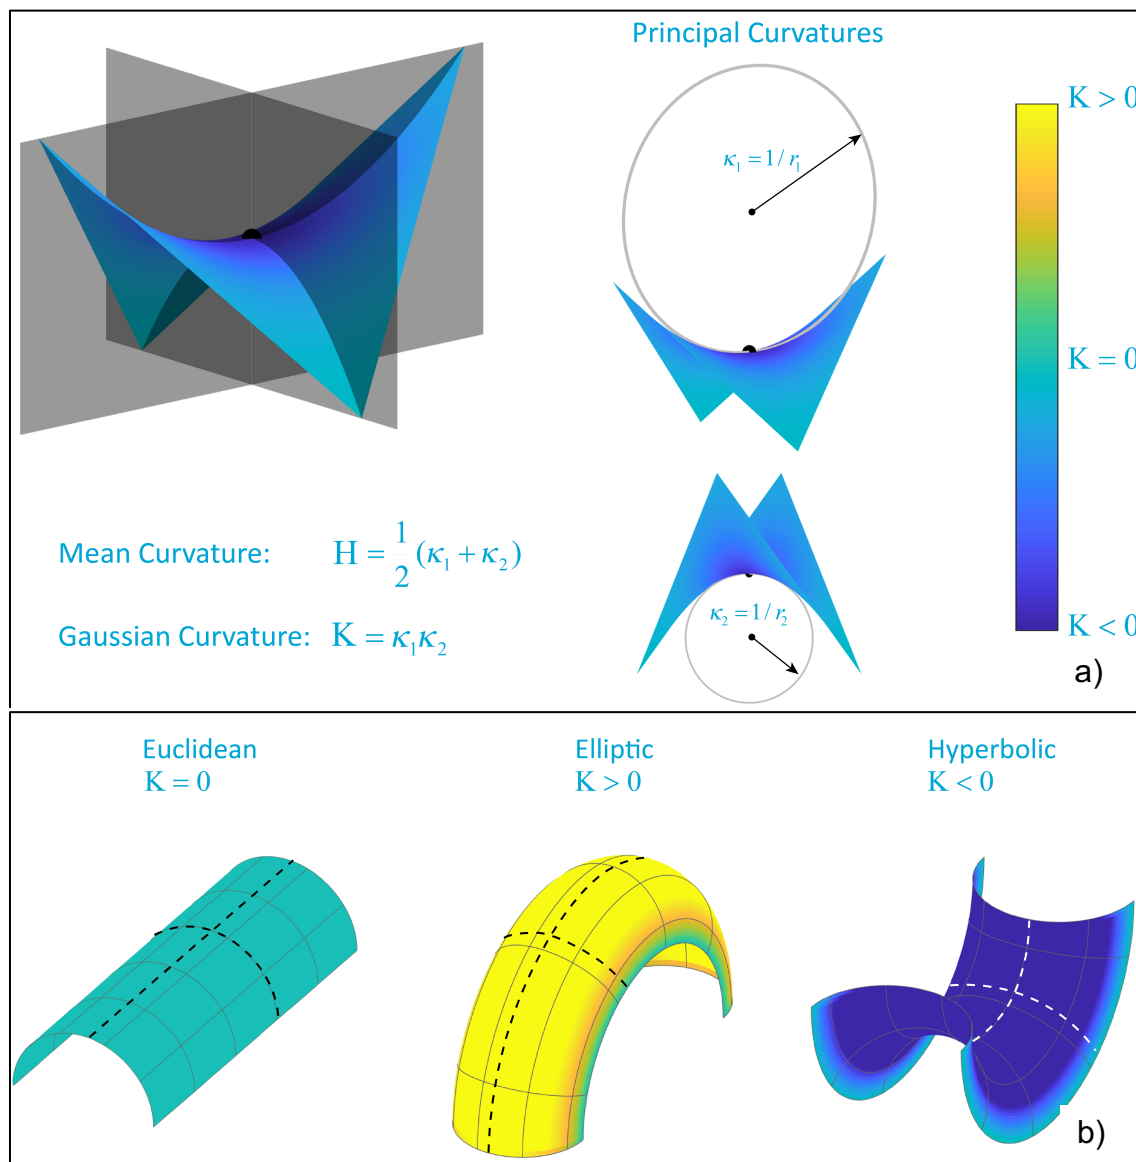 Principal Curvatures
K > 0
κ₁ = 1/ r₁
K = 0
Mean Curvature: H = 1/2 (κ₁ + κ₂)
κ₂ = 1/ r₂
Gaussian Curvature: K = κ₁κ₂
K < 0
a)
Euclidean
K = 0
Elliptic
K > 0
Hyperbolic
K < 0
b)